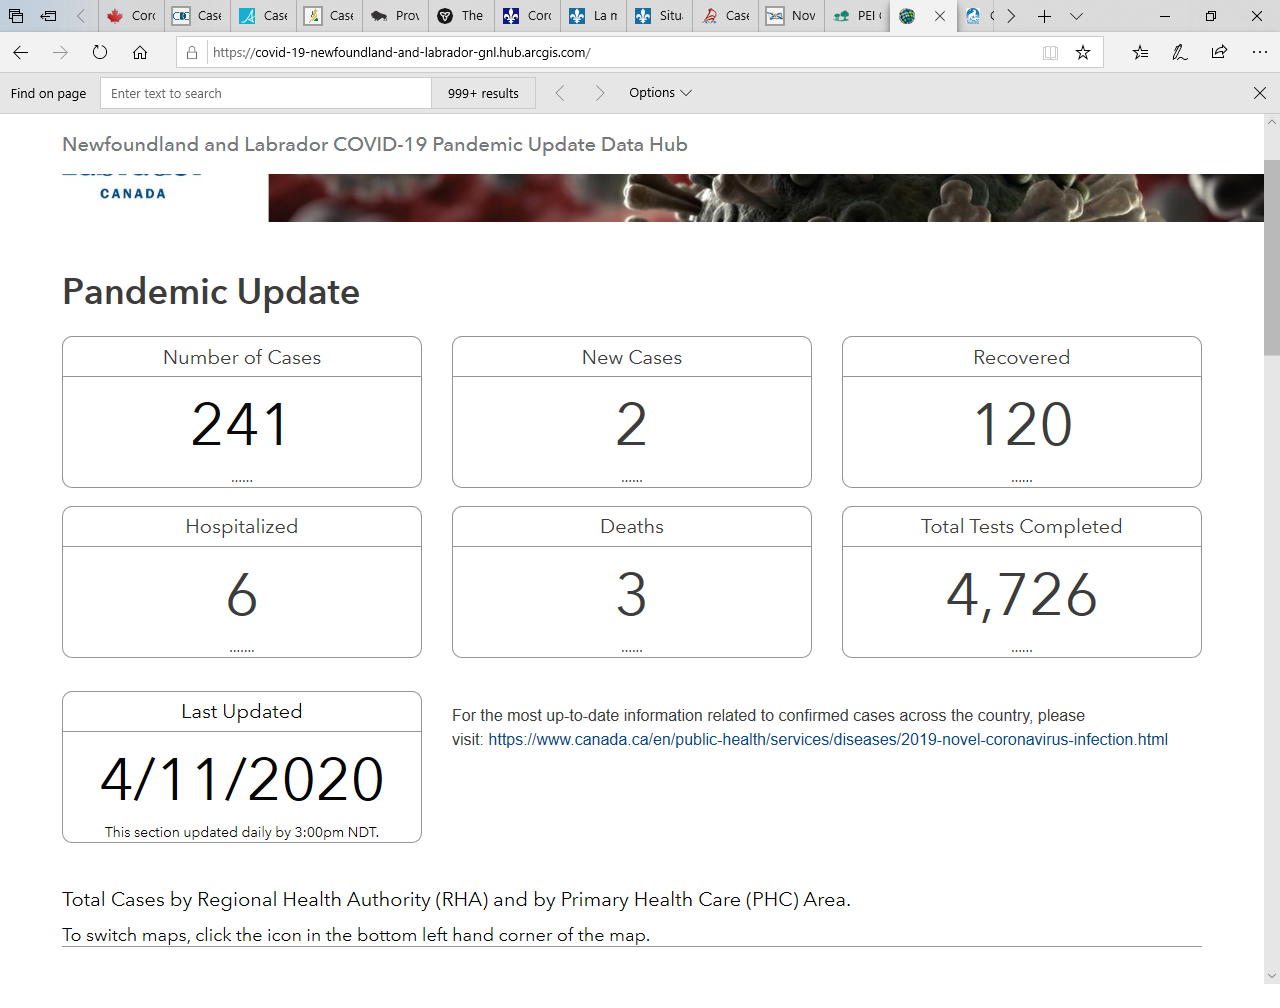 Corc
Case
Case
Case
Prov
The
Corc
La n
Situ
Case
Nov
PEI
https://covid-19-newfoundland-and-labrador-gnl.hub.arcgis.com/
Find on page
Enter text to search
999+ results
Options
Newfoundland and Labrador COVID-19 Pandemic Update Data Hub
CANADA
Pandemic Update
Number of Cases
New Cases
Recovered
241
2
120
......
......
......
Hospitalized
Deaths
Total Tests Completed
6
3
4,726
.......
......
......
Last Updated
4/11/2020
This section updated daily by 3:00pm NDT.
For the most up-to-date information related to confirmed cases across the country, please
visit: https://www.canada.ca/en/public-health/services/diseases/2019-novel-coronavirus-infection.html
Total Cases by Regional Health Authority (RHA) and by Primary Health Care (PHC) Area.
To switch maps, click the icon in the bottom left hand corner of the map.